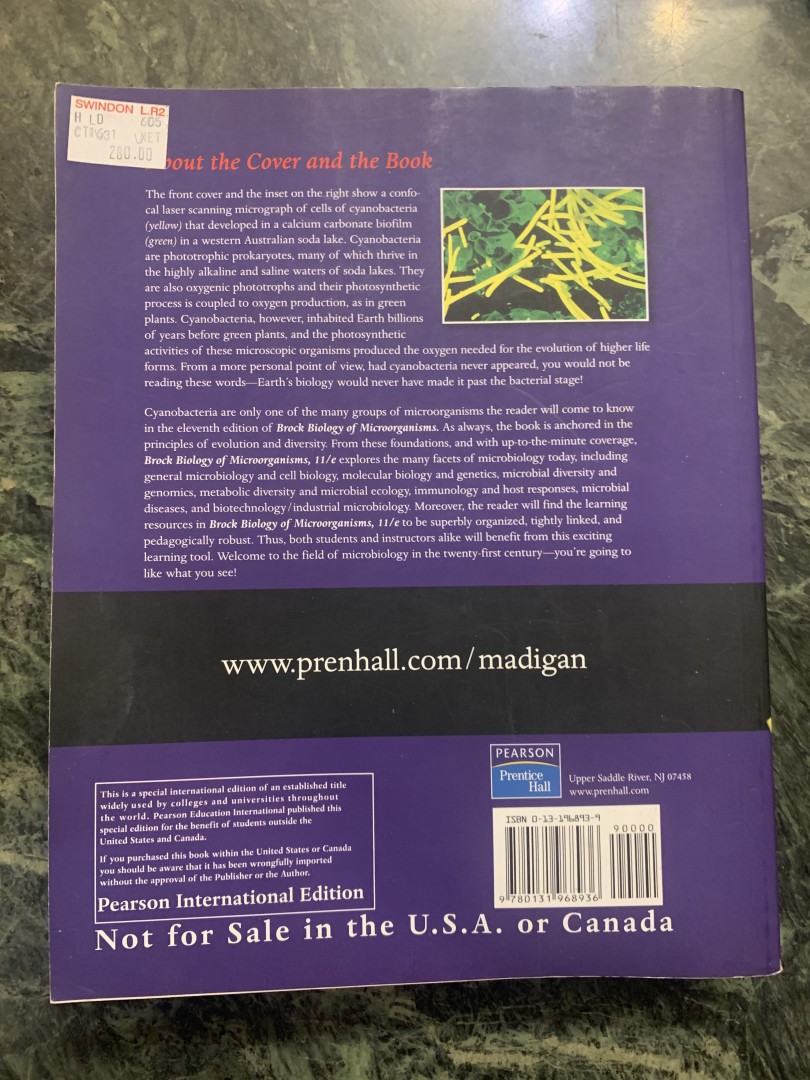 SWINDON L.R2
H LD 605
280.00
bout the Cover and the Book
The front cover and the inset on the right show a confo-
cal laser scanning micrograph of cells of cyanobacteria
(yellow) that developed in a calcium carbonate biofilm
(green) in a western Australian soda lake. Cyanobacteria
are phototrophic prokaryotes, many of which thrive in
the highly alkaline and saline waters of soda lakes. They
are also oxygenic phototrophs and their photosynthetic
process is coupled to oxygen production, as in green
plants. Cyanobacteria, however, inhabited Earth billions
of years before green plants, and the photosynthetic
activities of these microscopic organisms produced the oxygen needed for the evolution of higher life
forms. From a more personal point of view, had cyanobacteria never appeared, you would not be
reading these words—Earth's biology would never have made it past the bacterial stage!
Cyanobacteria are only one of the many groups of microorganisms the reader will come to know
in the eleventh edition of Brock Biology of Microorganisms. As always, the book is anchored in the
principles of evolution and diversity. From these foundations, and with up-to-the-minute coverage,
Brock Biology of Microorganisms, 11/e explores the many facets of microbiology today, including
general microbiology and cell biology, molecular biology and genetics, microbial diversity and
genomics, metabolic diversity and microbial ecology, immunology and host responses, microbial
diseases, and biotechnology/industrial microbiology. Moreover, the reader will find the learning
resources in Brock Biology of Microorganisms, 11/e to be superbly organized, tightly linked, and
pedagogically robust. Thus, both students and instructors alike will benefit from this exciting
learning tool. Welcome to the field of microbiology in the twenty-first century—you're going to
like what you see!
www.prenhall.com/madigan
This is a special international edition of an established title
widely used by colleges and universities throughout
the world. Pearson Education International published this
special edition for the benefit of students outside the
United States and Canada.
If you purchased this book within the United States or Canada
you should be aware that it has been wrongfully imported
without the approval of the Publisher or the Author.
Pearson International Edition
PEARSON
Prentice
Hall
Upper Saddle River, NJ 07458
www.prenhall.com
ISBN 0-13-196893-9
90000
9 780131 968936
Not for Sale in the U.S.A. or Canada